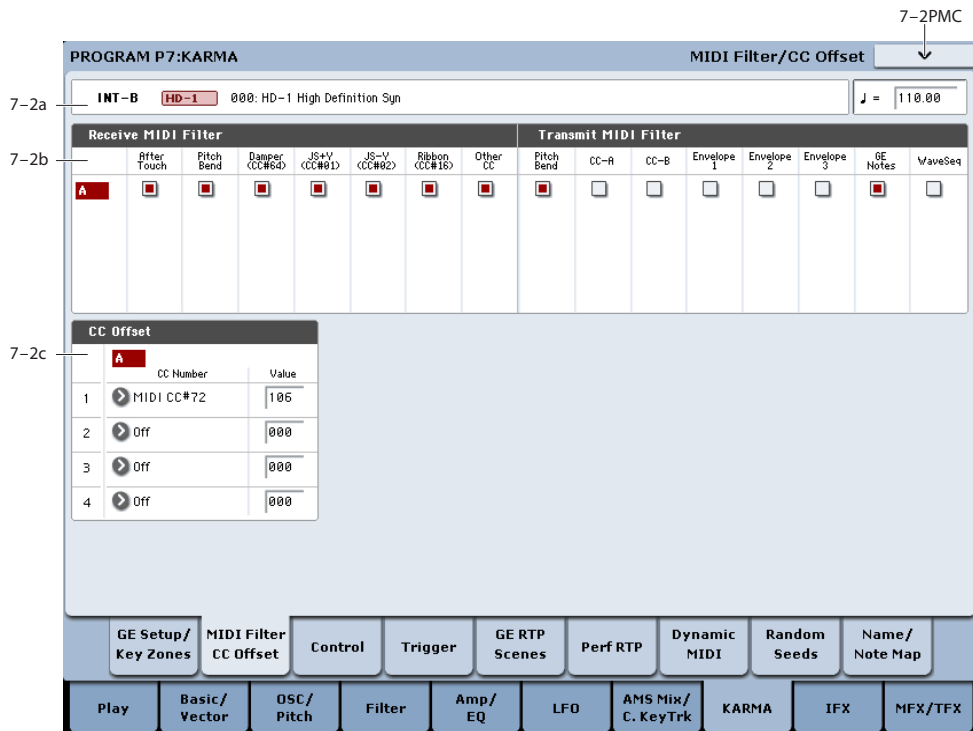 7–2PMC
PROGRAM P7:KARMA MIDI Filter/CC Offset
7–2a
INT-B HD-1 000: HD-1 High Definition Syn ♩ = 110.00
Receive MIDI Filter Transmit MIDI Filter
7–2b
After Touch Pitch Bend Damper (CC#64) JS+Y (CC#01) JS-Y (CC#02) Ribbon (CC#16) Other CC Pitch Bend CC-A CC-B Envelope 1 Envelope 2 Envelope 3 GE Notes WaveSeq
A
CC Offset
7–2c
A
CC Number Value
1 MIDI CC#72 106
2 Off 000
3 Off 000
4 Off 000
GE Setup/ Key Zones MIDI Filter CC Offset Control Trigger GE RTP Scenes Perf RTP Dynamic MIDI Random Seeds Name/ Note Map
Play Basic/ Vector OSC/ Pitch Filter Amp/ EQ LFO AMS Mix/ C. KeyTrk KARMA IFX MFX/TFX